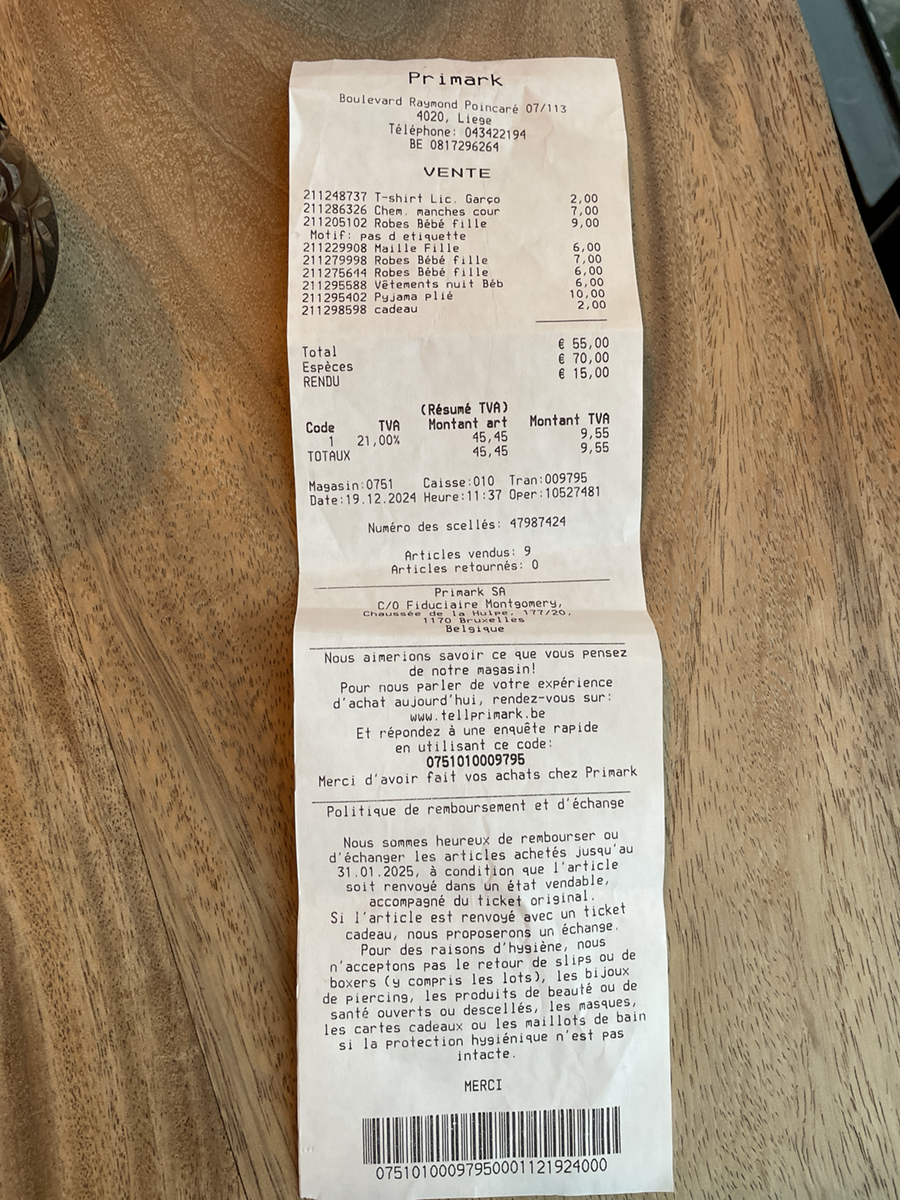 Primark
Boulevard Raymond Poincaré 07/113
4020, Liege
Téléphone: 043422194
BE 0817296264
VENTE
211248737 T-shirt Lic. Garço 2,00
211286326 Chem. manches cour 7,00
211205102 Robes Bébé fille 9,00
Motif: pas d etiquette
211229908 Maille Fille 6,00
211279998 Robes Bébé fille 7,00
211275644 Robes Bébé fille 6,00
211295588 Vêtements nuit Béb 6,00
211295402 Pyjama plié 10,00
211298598 cadeau 2,00
Total € 55,00
Espèces € 70,00
RENDU € 15,00
(Résumé TVA)
Code TVA Montant art Montant TVA
1 21,00% 45,45 9,55
TOTAUX 45,45 9,55
Magasin:0751 Caisse:010 Tran:009795
Date:19.12.2024 Heure:11:37 Oper:10527481
Numéro des scellés: 47987424
Articles vendus: 9
Articles retournés: 0
Primark SA
C/O Fiduciaire Montgomery,
Chaussée de la Hulpe, 177/20,
1170 Bruxelles
Belgique
Nous aimerions savoir ce que vous pensez
de notre magasin!
Pour nous parler de votre expérience
d'achat aujourd'hui, rendez-vous sur:
www.tellprimark.be
Et répondez à une enquête rapide
en utilisant ce code:
0751010009795
Merci d'avoir fait vos achats chez Primark
Politique de remboursement et d'échange
Nous sommes heureux de rembourser ou
d'échanger les articles achetés jusqu'au
31.01.2025, à condition que l'article
soit renvoyé dans un état vendable,
accompagné du ticket original.
Si l'article est renvoyé avec un ticket
cadeau, nous proposerons un échange.
Pour des raisons d'hygiène, nous
n'acceptons pas le retour de slips ou de
boxers (y compris les lots), les bijoux
de piercing, les produits de beauté ou de
santé ouverts ou descellés, les masques,
les cartes cadeaux ou les maillots de bain
si la protection hygiénique n'est pas
intacte.
MERCI
07510100097950001121924000